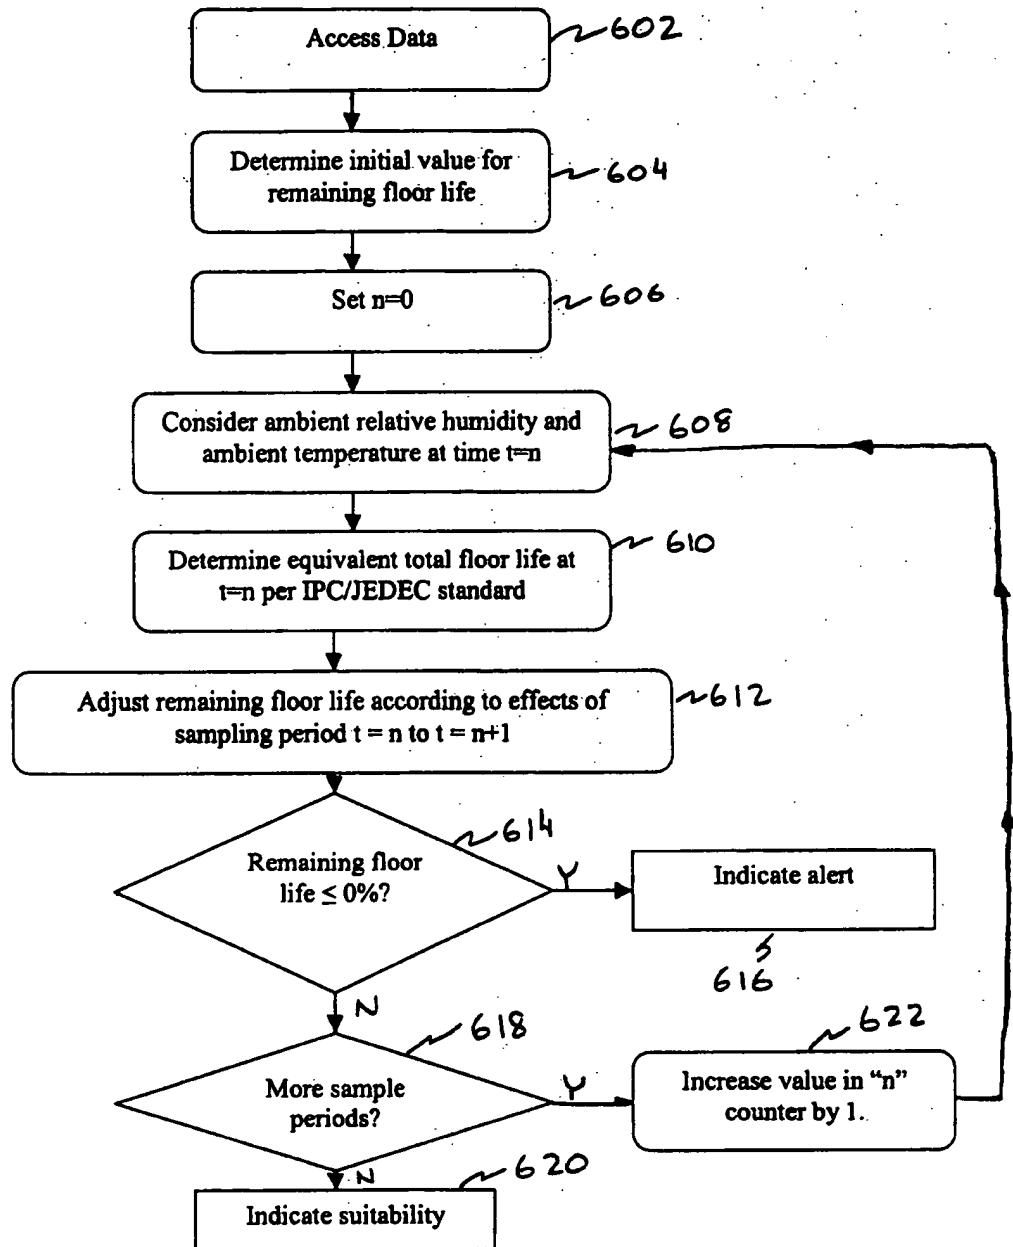 Access Data
602
Determine initial value for
remaining floor life
604
Set n=0
606
Consider ambient relative humidity and
ambient temperature at time t=n
608
Determine equivalent total floor life at
t=n per IPC/JEDEC standard
610
Adjust remaining floor life according to effects of
sampling period t = n to t = n+1
612
614
Remaining floor
life ≤ 0%?
Y
Indicate alert
616
N
618
More sample
periods?
Y
622
Increase value in “n”
counter by 1.
N
620
Indicate suitability